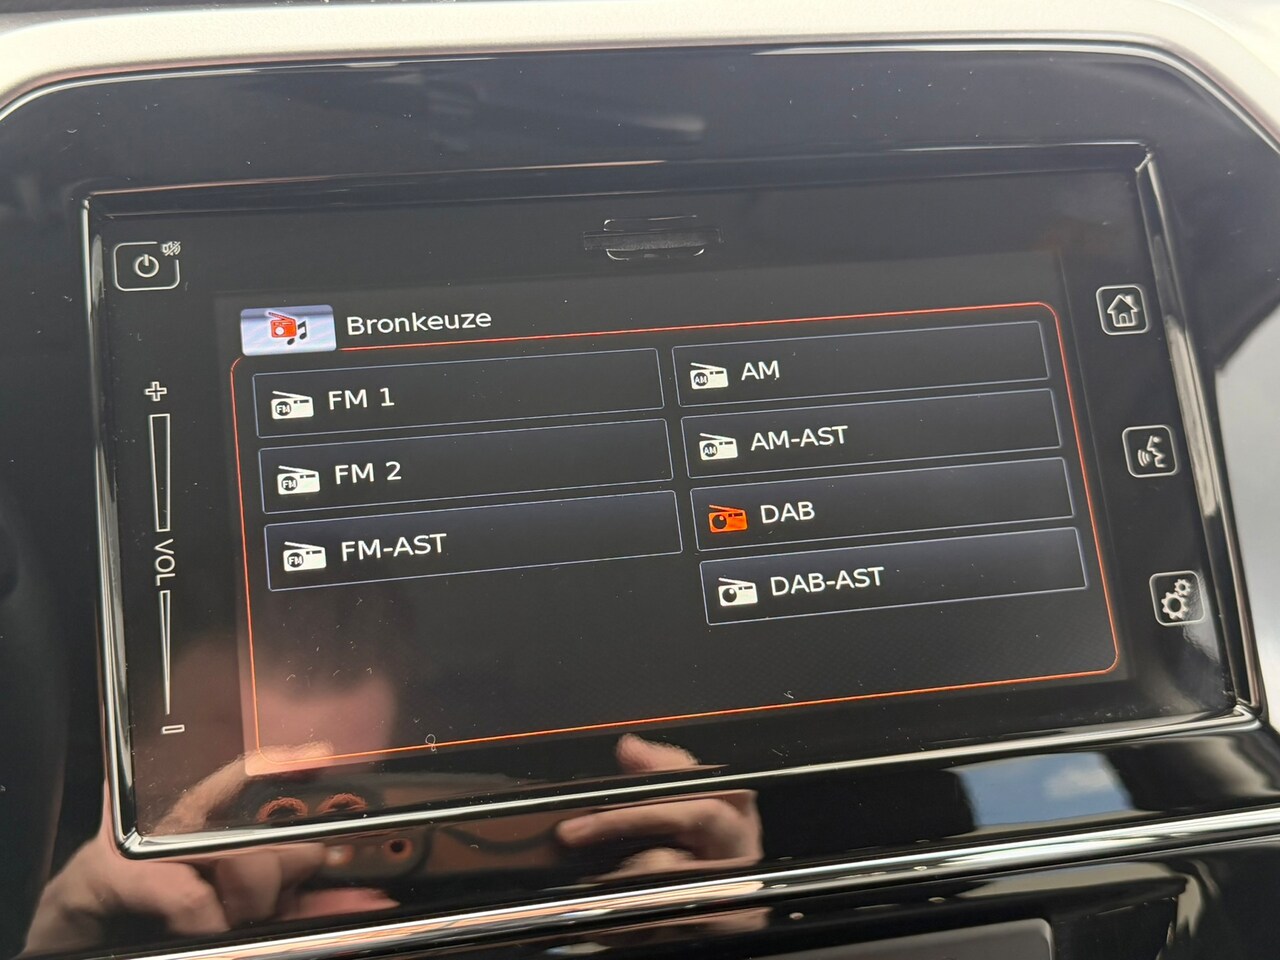 Bronkeuze
FM 1
FM 2
FM-AST
AM
AM-AST
DAB
DAB-AST
VOL